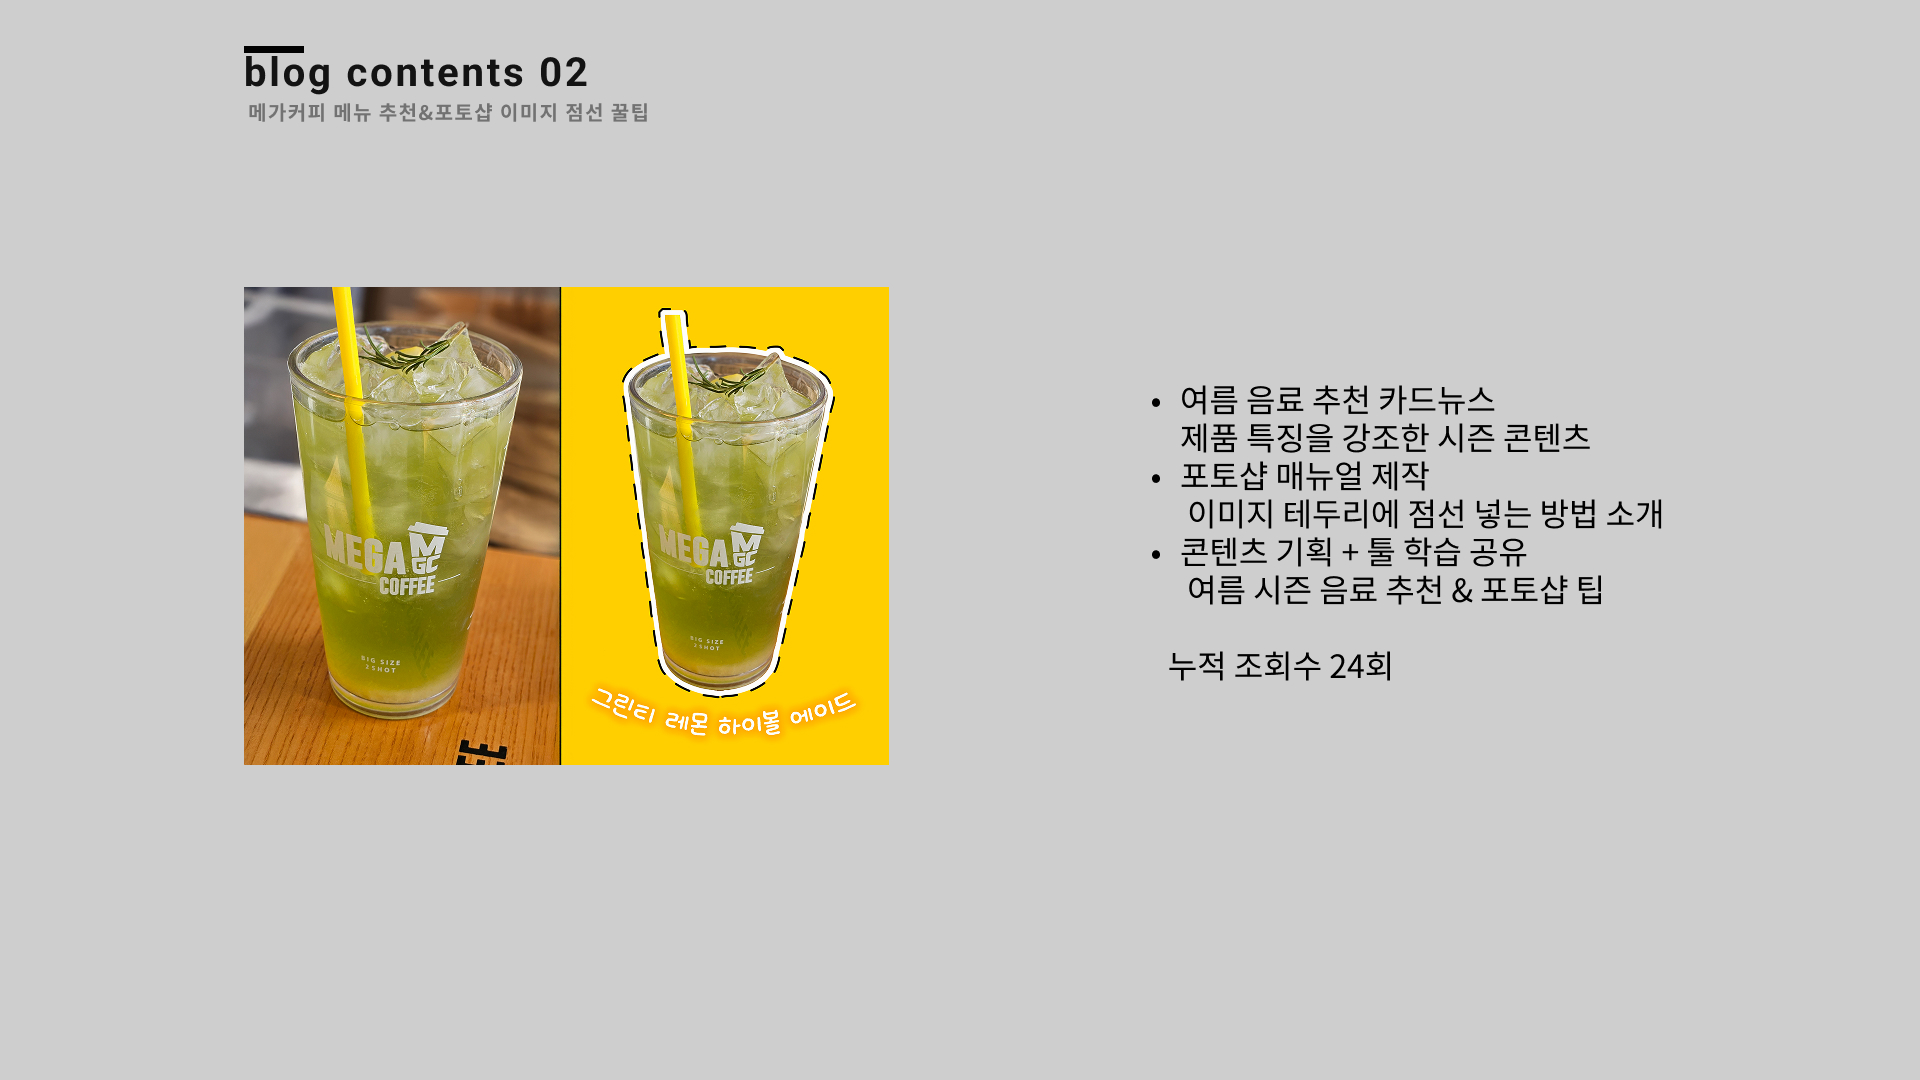 blog contents 02
메가커피 메뉴 추천&포토샵 이미지 점선 꿀팁
MEGA MGC
COFFEE
BIG SIZE
2SHOT
MEGA MGC
COFFEE
BIG SIZE
2SHOT
그린티 레몬 하이볼 에이드
• 여름 음료 추천 카드뉴스
제품 특징을 강조한 시즌 콘텐츠
• 포토샵 매뉴얼 제작
이미지 테두리에 점선 넣는 방법 소개
• 콘텐츠 기획 + 툴 학습 공유
여름 시즌 음료 추천 & 포토샵 팁
누적 조회수 24회